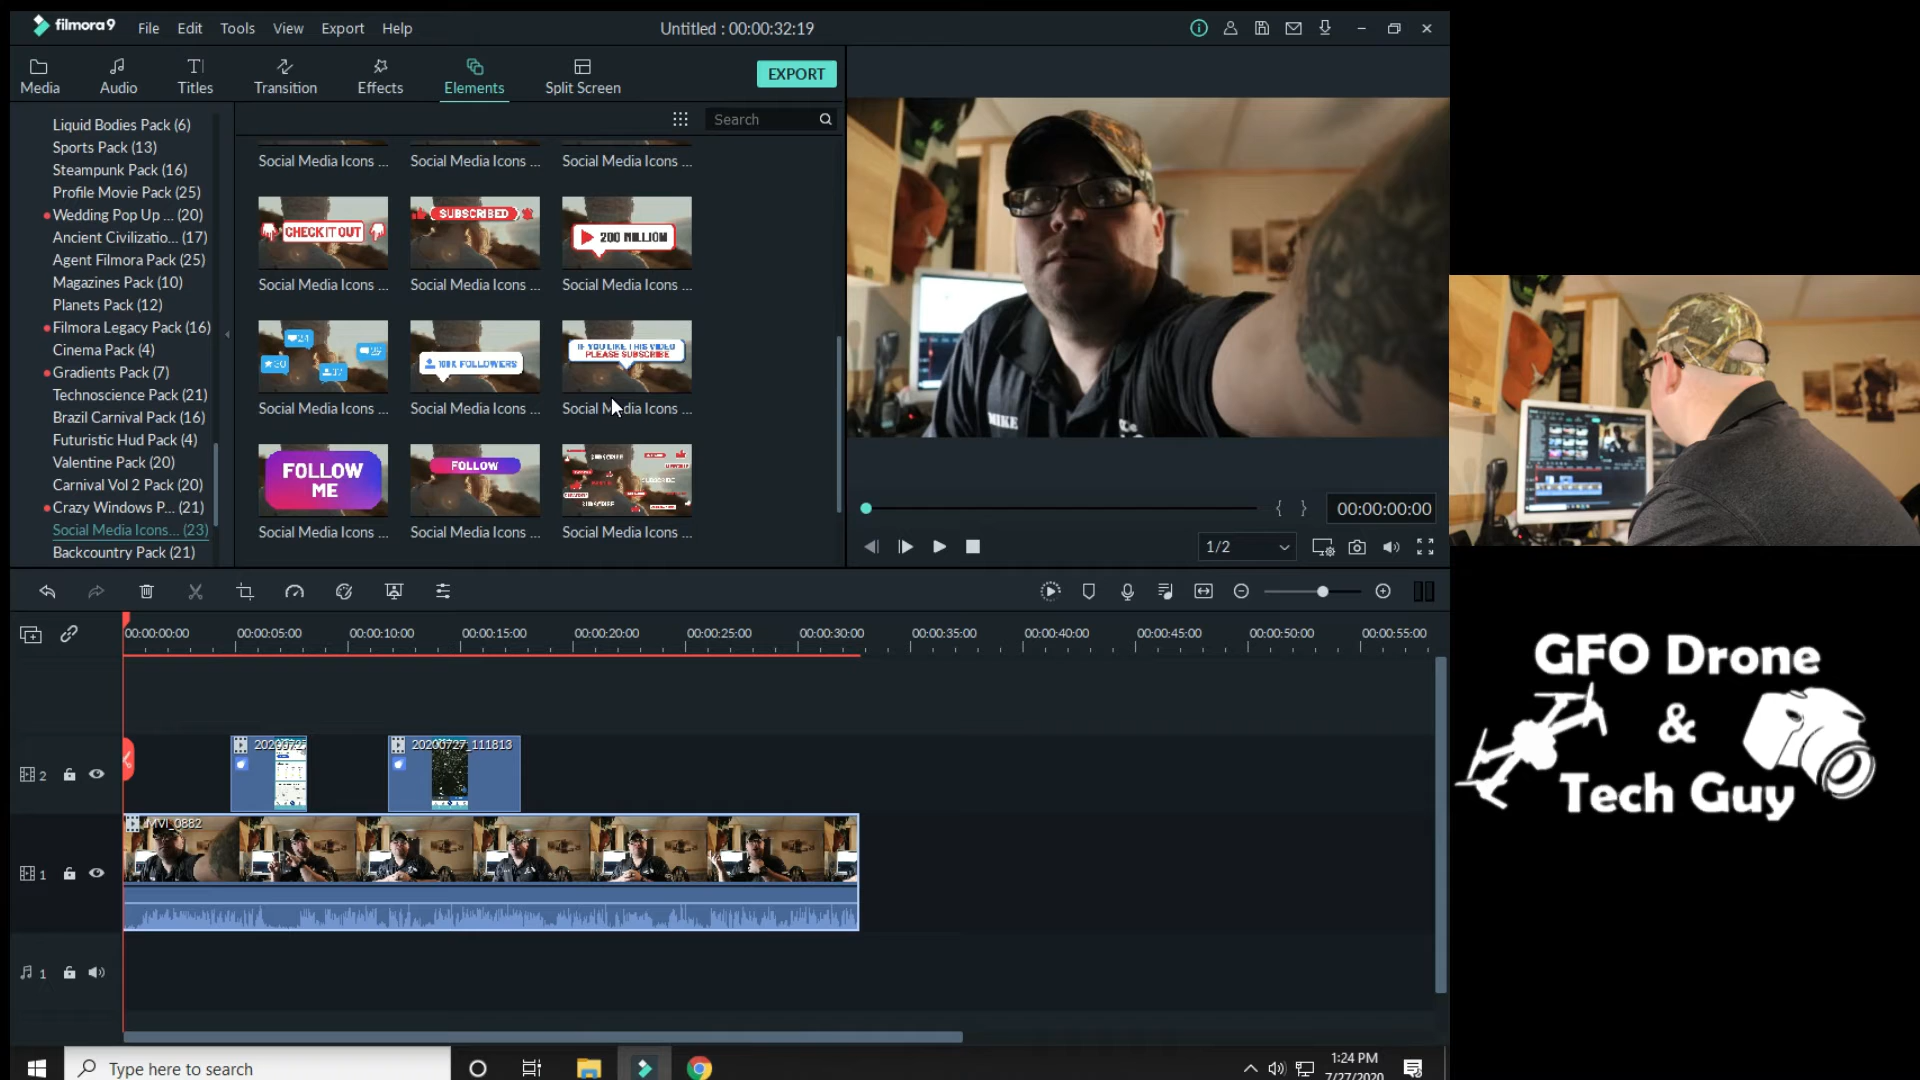 filmora9 File Edit Tools View Export Help Untitled : 00:00:32:19
Media Audio Titles Transition Effects Elements Split Screen EXPORT
Search
Liquid Bodies Pack (6)
Sports Pack (13)
Steampunk Pack (16)
Profile Movie Pack (25)
Wedding Pop Up ... (20)
Ancient Civilizatio... (17)
Agent Filmora Pack (25)
Magazines Pack (10)
Planets Pack (12)
Filmora Legacy Pack (16)
Cinema Pack (4)
Gradients Pack (7)
Technoscience Pack (21)
Brazil Carnival Pack (16)
Futuristic Hud Pack (4)
Valentine Pack (20)
Carnival Vol 2 Pack (20)
Crazy Windows P... (21)
Social Media Icons... (23)
Backcountry Pack (21)
Social Media Icons ... Social Media Icons ... Social Media Icons ...
CHECK IT OUT SUBSCRIBED 200 MILLION
Social Media Icons ... Social Media Icons ... Social Media Icons ...
24
30
29
37
100K FOLLOWERS
IF YOU LIKE THIS VIDEO
PLEASE SUBSCRIBE
Social Media Icons ... Social Media Icons ... Social Media Icons ...
FOLLOW
ME
FOLLOW
SUBSCRIBE
Social Media Icons ... Social Media Icons ... Social Media Icons ...
MIKE
{ } 00:00:00:00
1/2
00:00:00:00 00:00:05:00 00:00:10:00 00:00:15:00 00:00:20:00 00:00:25:00 00:00:30:00 00:00:35:00 00:00:40:00 00:00:45:00 00:00:50:00 00:00:55:00
2
20200727_111813
1
MVI_0882
1
GFO Drone
&
Tech Guy
Type here to search
1:24 PM
7/27/2020